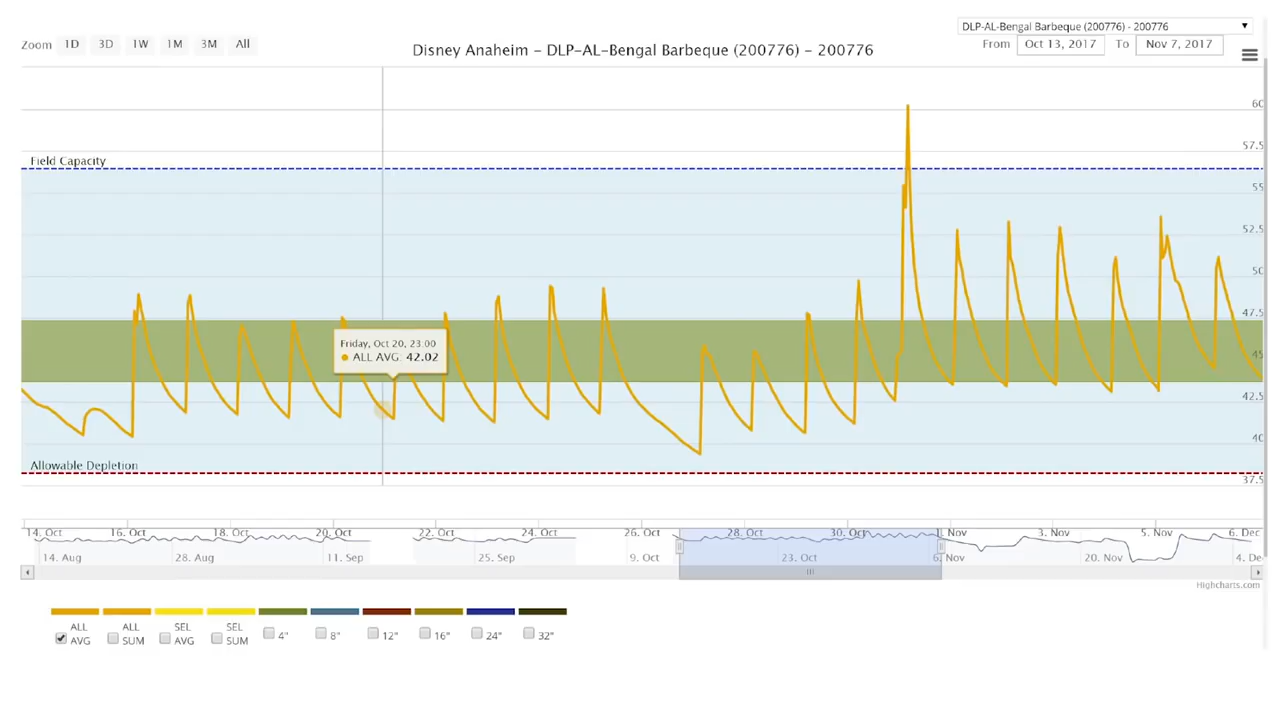 DLP-AL-Bengal Barbeque (200776) - 200776
Zoom 1D 3D 1W 1M 3M All
From Oct 13, 2017 To Nov 7, 2017
Disney Anaheim – DLP-AL-Bengal Barbeque (200776) – 200776
60
57.5
Field Capacity
55
52.5
50
47.5
Friday, Oct 20, 23:00
ALL AVG: 42.02
45
42.5
40
Allowable Depletion
37.5
14. Oct 16. Oct 18. Oct 20. Oct 22. Oct 24. Oct 26. Oct 28. Oct 30. Oct 1. Nov 3. Nov 5. Nov 6. Dec
14. Aug 28. Aug 11. Sep 25. Sep 9. Oct 23. Oct 6. Nov 20. Nov 4. De
Highcharts.com
ALL AVG
ALL SUM
SEL AVG
SEL SUM
4"
8"
12"
16"
24"
32"